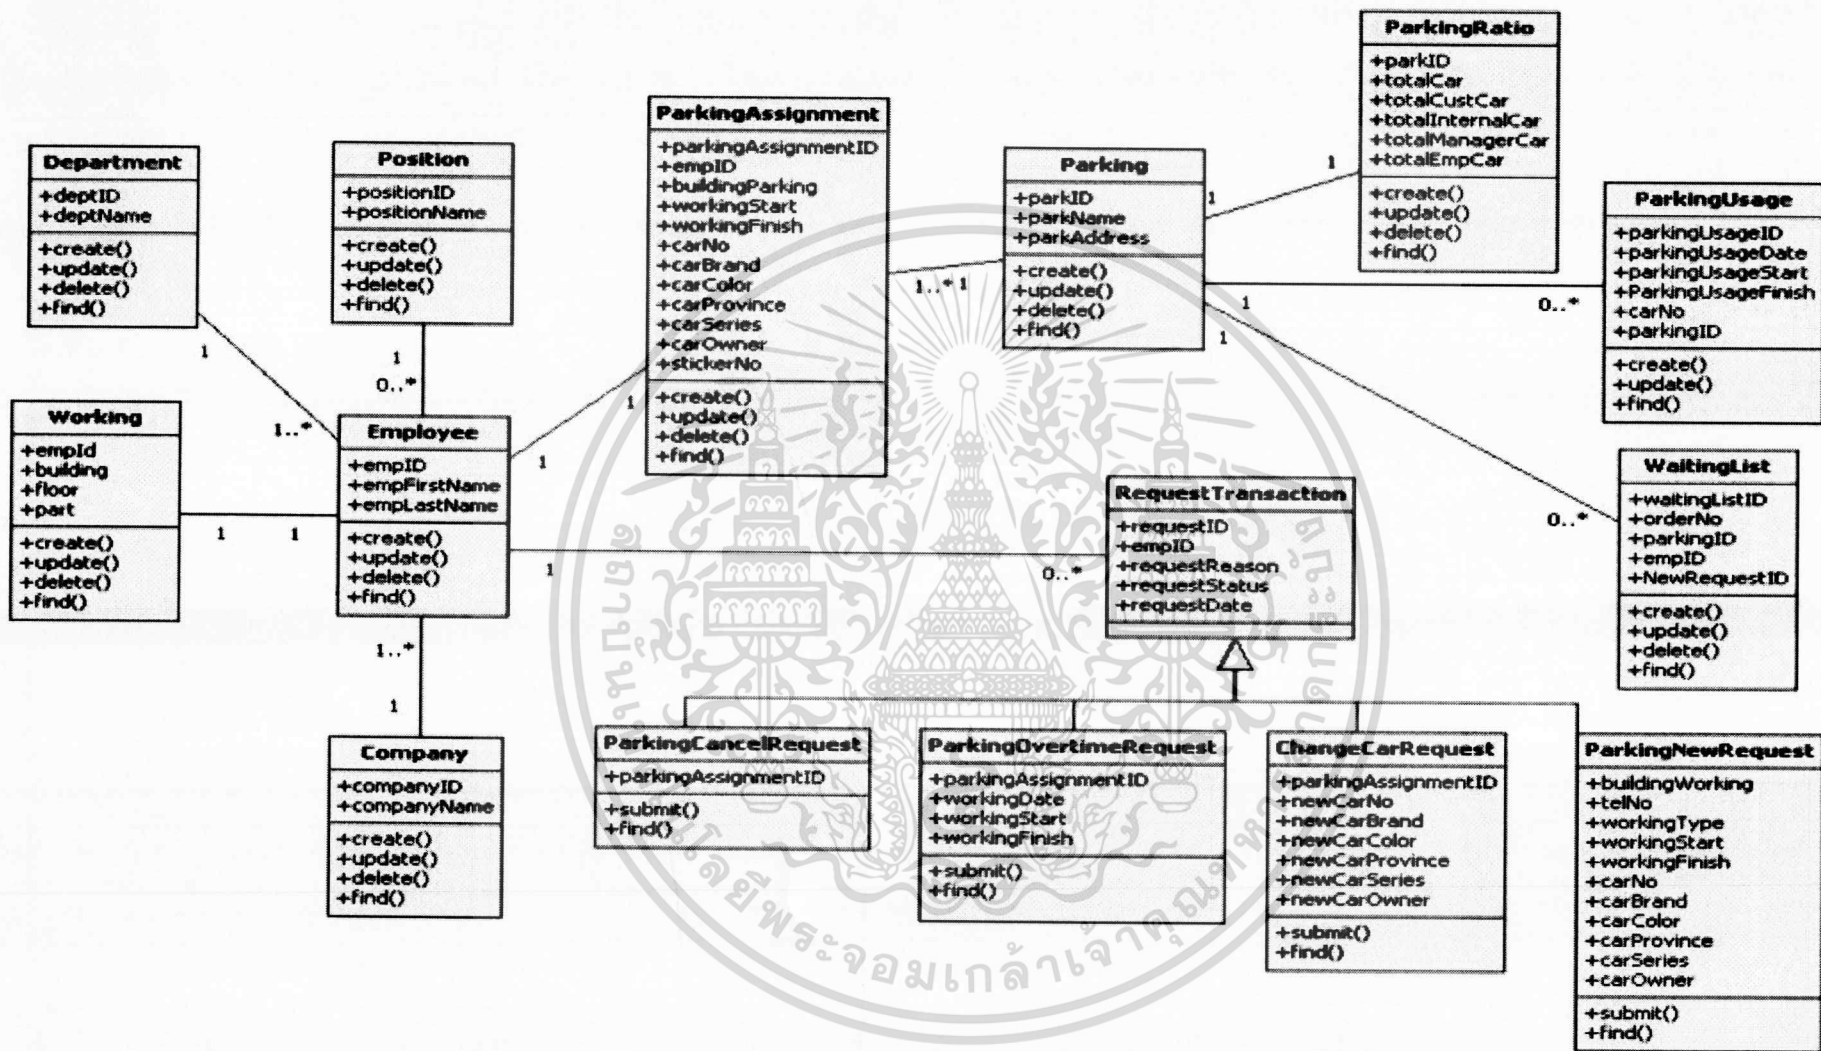 ParkingRatio
+parkID
+totalCar
+totalCustCar
+totalInternalCar
+totalManagerCar
+totalEmpCar
+create()
+update()
+delete()
+find()
ParkingAssignment
+parkingAssignmentID
+empID
+buildingParking
+workingStart
+workingFinish
+carNo
+carBrand
+carColor
+carProvince
+carSeries
+carOwner
+stickerNo
+create()
+update()
+delete()
+find()
Department
+deptID
+deptName
+create()
+update()
+delete()
+find()
Position
+positionID
+positionName
+create()
+update()
+delete()
+find()
Parking
+parkID
+parkName
+parkAddress
+create()
+update()
+delete()
+find()
ParkingUsage
+parkingUsageID
+parkingUsageDate
+parkingUsageStart
+ParkingUsageFinish
+carNo
+parkingID
+create()
+update()
+find()
1
1
1..* 1
1
1
0..*
1
1..*
1
0..*
1
1
Working
+empId
+building
+floor
+part
+create()
+update()
+delete()
+find()
1
1
Employee
+empID
+empFirstName
+empLastName
+create()
+update()
+delete()
+find()
1
0..*
RequestTransaction
+requestID
+empID
+requestReason
+requestStatus
+requestDate
0..*
WaitingList
+waitingListID
+orderNo
+parkingID
+empID
+NewRequestID
+create()
+update()
+delete()
+find()
1..*
1
Company
+companyID
+companyName
+create()
+update()
+delete()
+find()
ParkingCancelRequest
+parkingAssignmentID
+submit()
+find()
ParkingOvertimeRequest
+parkingAssignmentID
+workingDate
+workingStart
+workingFinish
+submit()
+find()
ChangeCarRequest
+parkingAssignmentID
+newCarNo
+newCarBrand
+newCarColor
+newCarProvince
+newCarSeries
+newCarOwner
+submit()
+find()
ParkingNewRequest
+buildingWorking
+telNo
+workingType
+workingStart
+workingFinish
+carNo
+carBrand
+carColor
+carProvince
+carSeries
+carOwner
+submit()
+find()